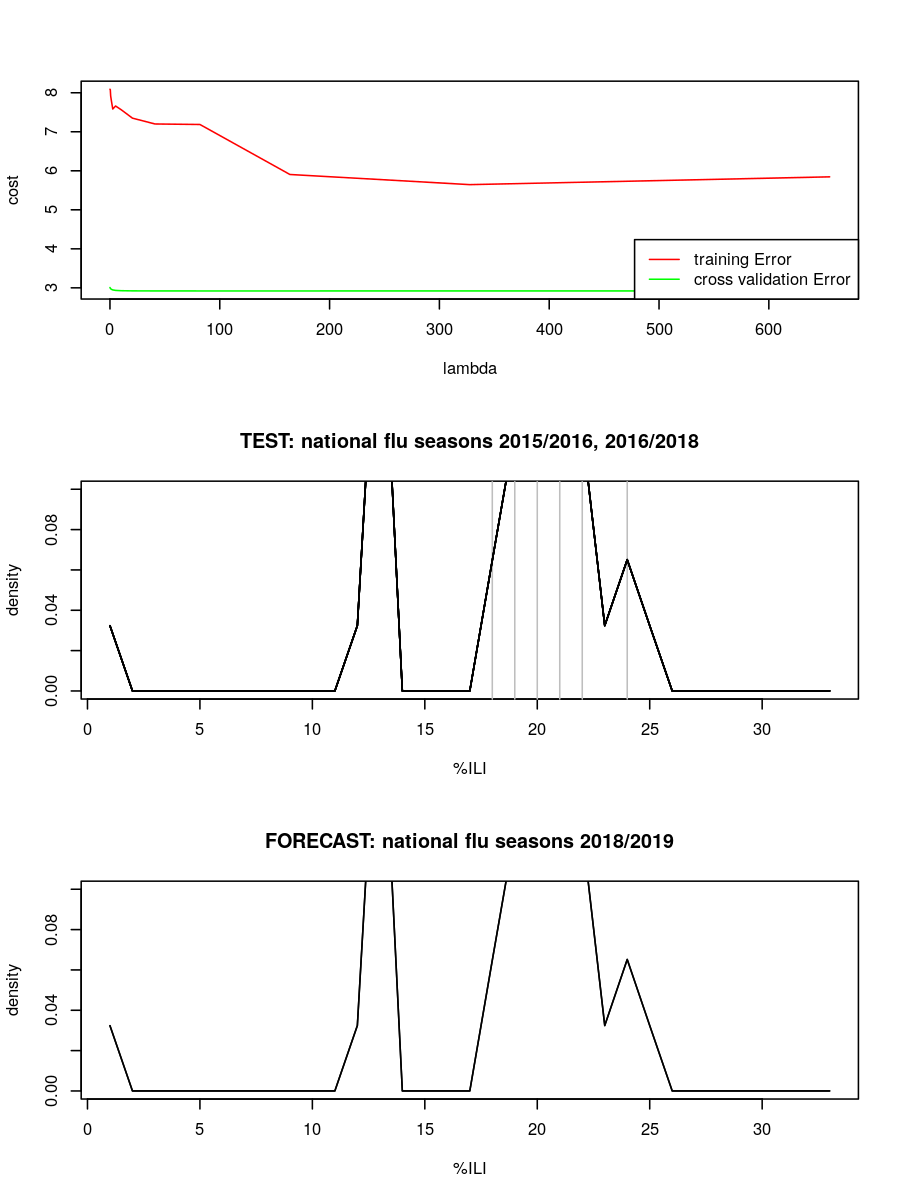 8
7
6
5
4
3
cost
training Error
cross validation Error
0 100 200 300 400 500 600
lambda
TEST: national flu seasons 2015/2016, 2016/2018
0.08
0.04
0.00
density
0 5 10 15 20 25 30
%ILI
FORECAST: national flu seasons 2018/2019
0.08
0.04
0.00
density
0 5 10 15 20 25 30
%ILI